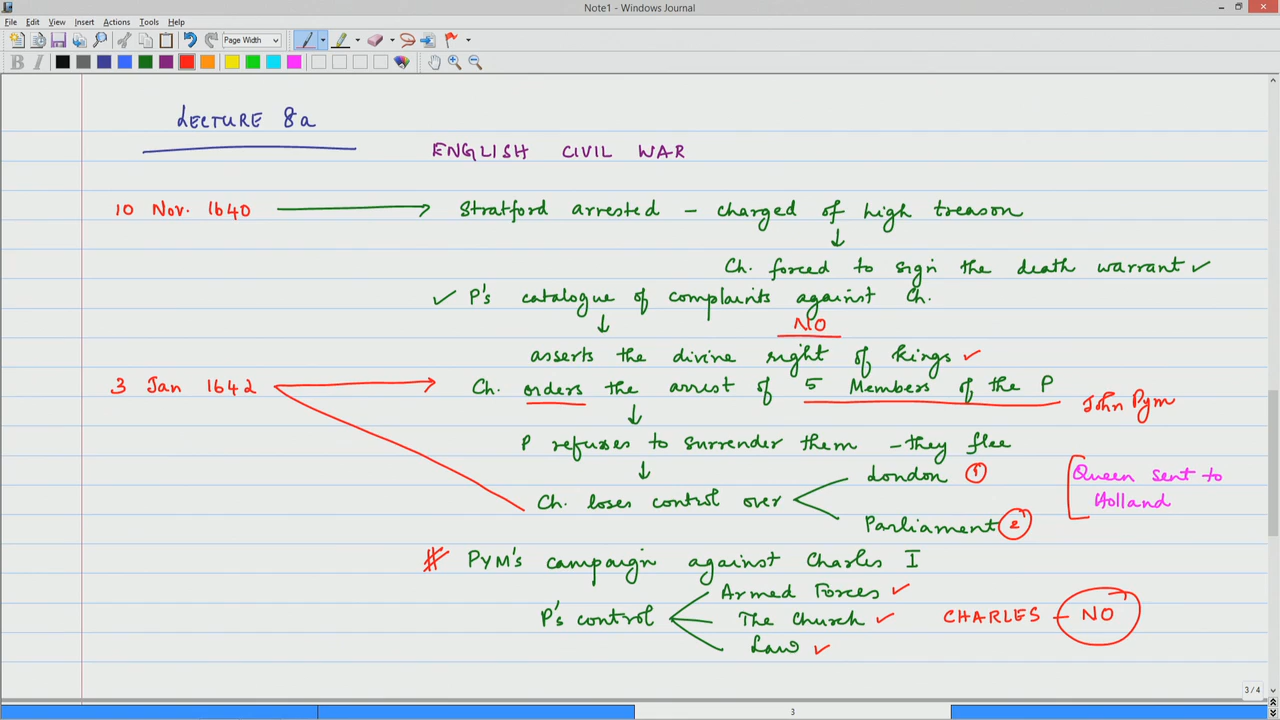 Note1 - Windows Journal
File Edit View Insert Actions Tools Help
Page Width
B I
LECTURE 8a
ENGLISH CIVIL WAR
10 Nov. 1640 → Stratford arrested - charged of high treason
↓
Ch. forced to sign the death warrant ✓
✓ P's catalogue of complaints against Ch.
↓ NO
asserts the divine right of kings ✓
3 Jan 1642 → Ch. orders the arrest of 5 Members of the P
John Pym
↓
P refuses to surrender them - they flee
↓
London 1
Queen sent to
Ch. loses control over
Holland
Parliament 2
# PYM's campaign against Charles I
Armed Forces ✓
P's control The Church ✓ CHARLES - NO
Law ✓
3/4
3